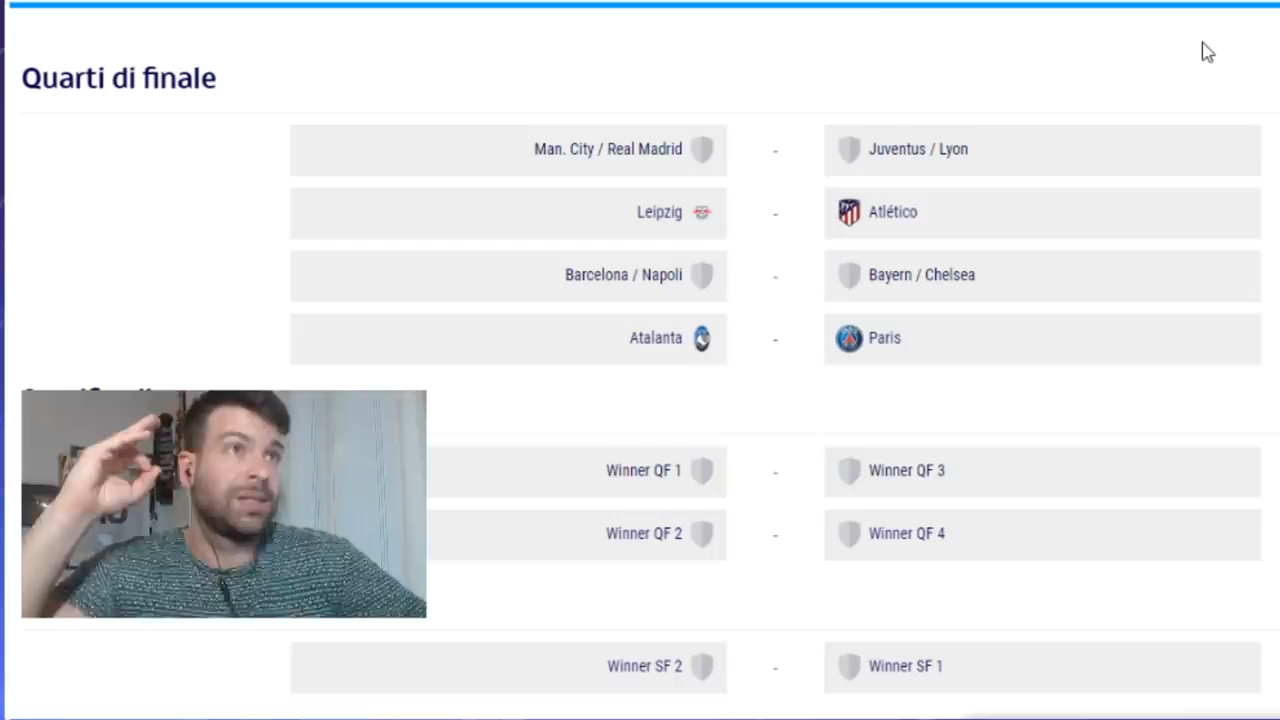 Quarti di finale
Man. City / Real Madrid - Juventus / Lyon
Leipzig - Atlético
Barcelona / Napoli - Bayern / Chelsea
Atalanta - Paris
Winner QF 1 - Winner QF 3
Winner QF 2 - Winner QF 4
Winner SF 2 - Winner SF 1